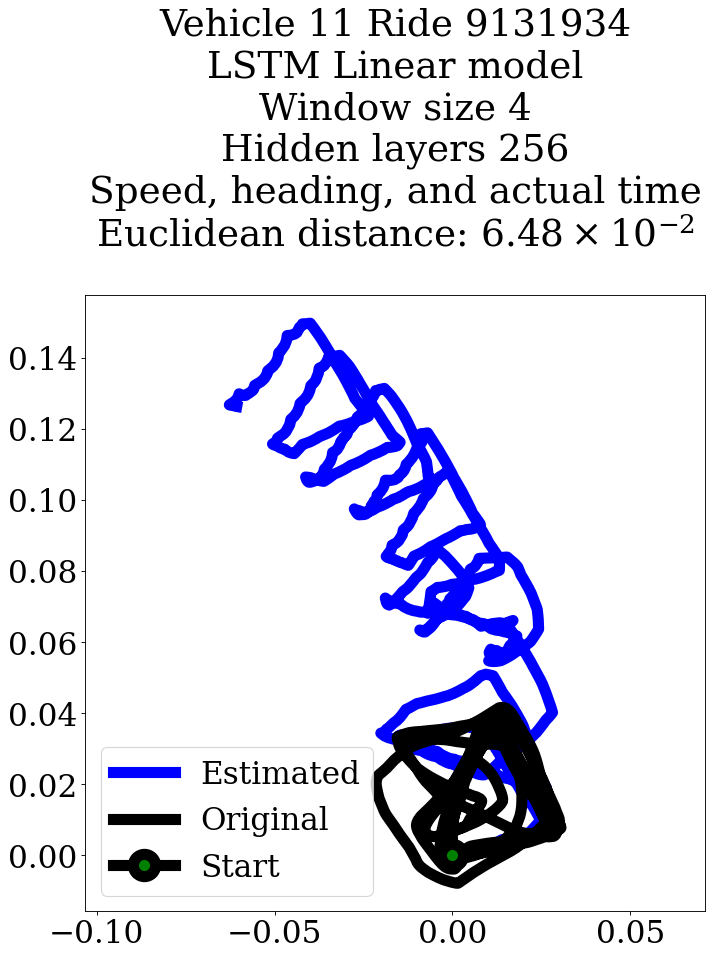 Vehicle 11 Ride 9131934
LSTM Linear model
Window size 4
Hidden layers 256
Speed, heading, and actual time
Euclidean distance: 6.48 × 10⁻²
0.14
0.12
0.10
0.08
0.06
0.04
0.02
0.00
Estimated
Original
Start
−0.10 −0.05 0.00 0.05